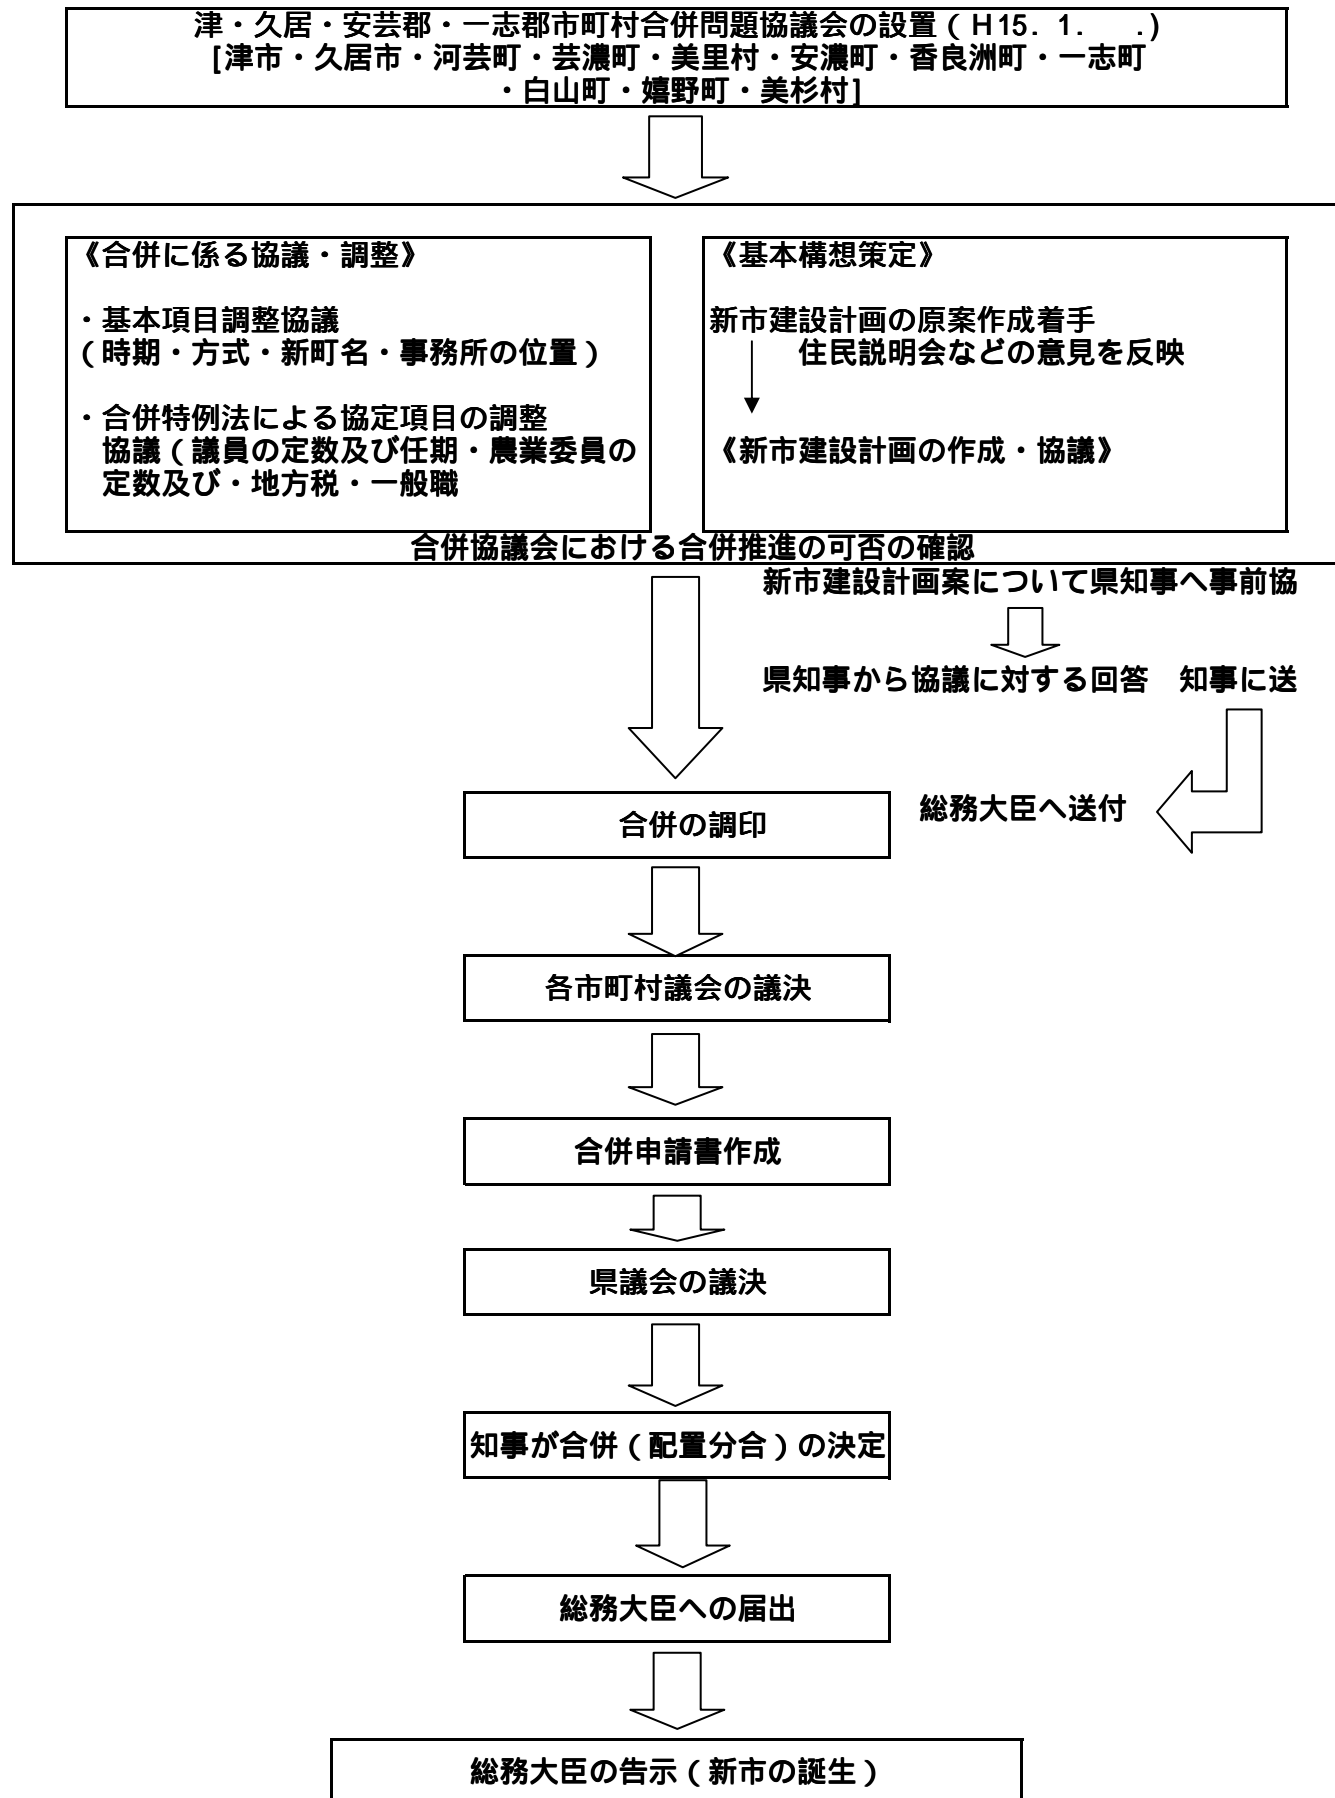 津・久居・安芸郡・一志郡市町村合併問題協議会の設置（H15. 1.　 .）
[津市・久居市・河芸町・芸濃町・美里村・安濃町・香良洲町・一志町
・白山町・嬉野町・美杉村]
《合併に係る協議・調整》
・基本項目調整協議
（時期・方式・新町名・事務所の位置）
・合併特例法による協定項目の調整
協議（議員の定数及び任期・農業委員の
定数及び・地方税・一般職
《基本構想策定》
新市建設計画の原案作成着手
住民説明会などの意見を反映
《新市建設計画の作成・協議》
合併協議会における合併推進の可否の確認
新市建設計画案について県知事へ事前協
県知事から協議に対する回答　知事に送
合併の調印
総務大臣へ送付
各市町村議会の議決
合併申請書作成
県議会の議決
知事が合併（配置分合）の決定
総務大臣への届出
総務大臣の告示（新市の誕生）